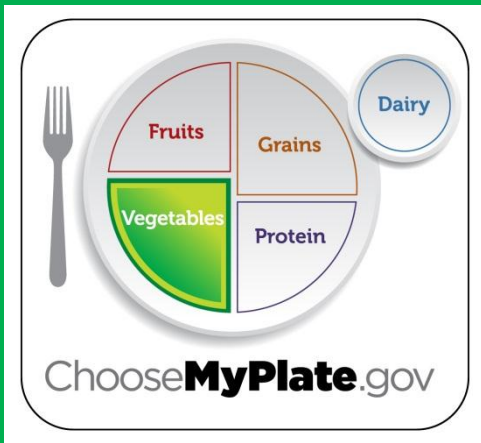 Fruits
Grains
Dairy
Vegetables
Protein
ChooseMyPlate.gov